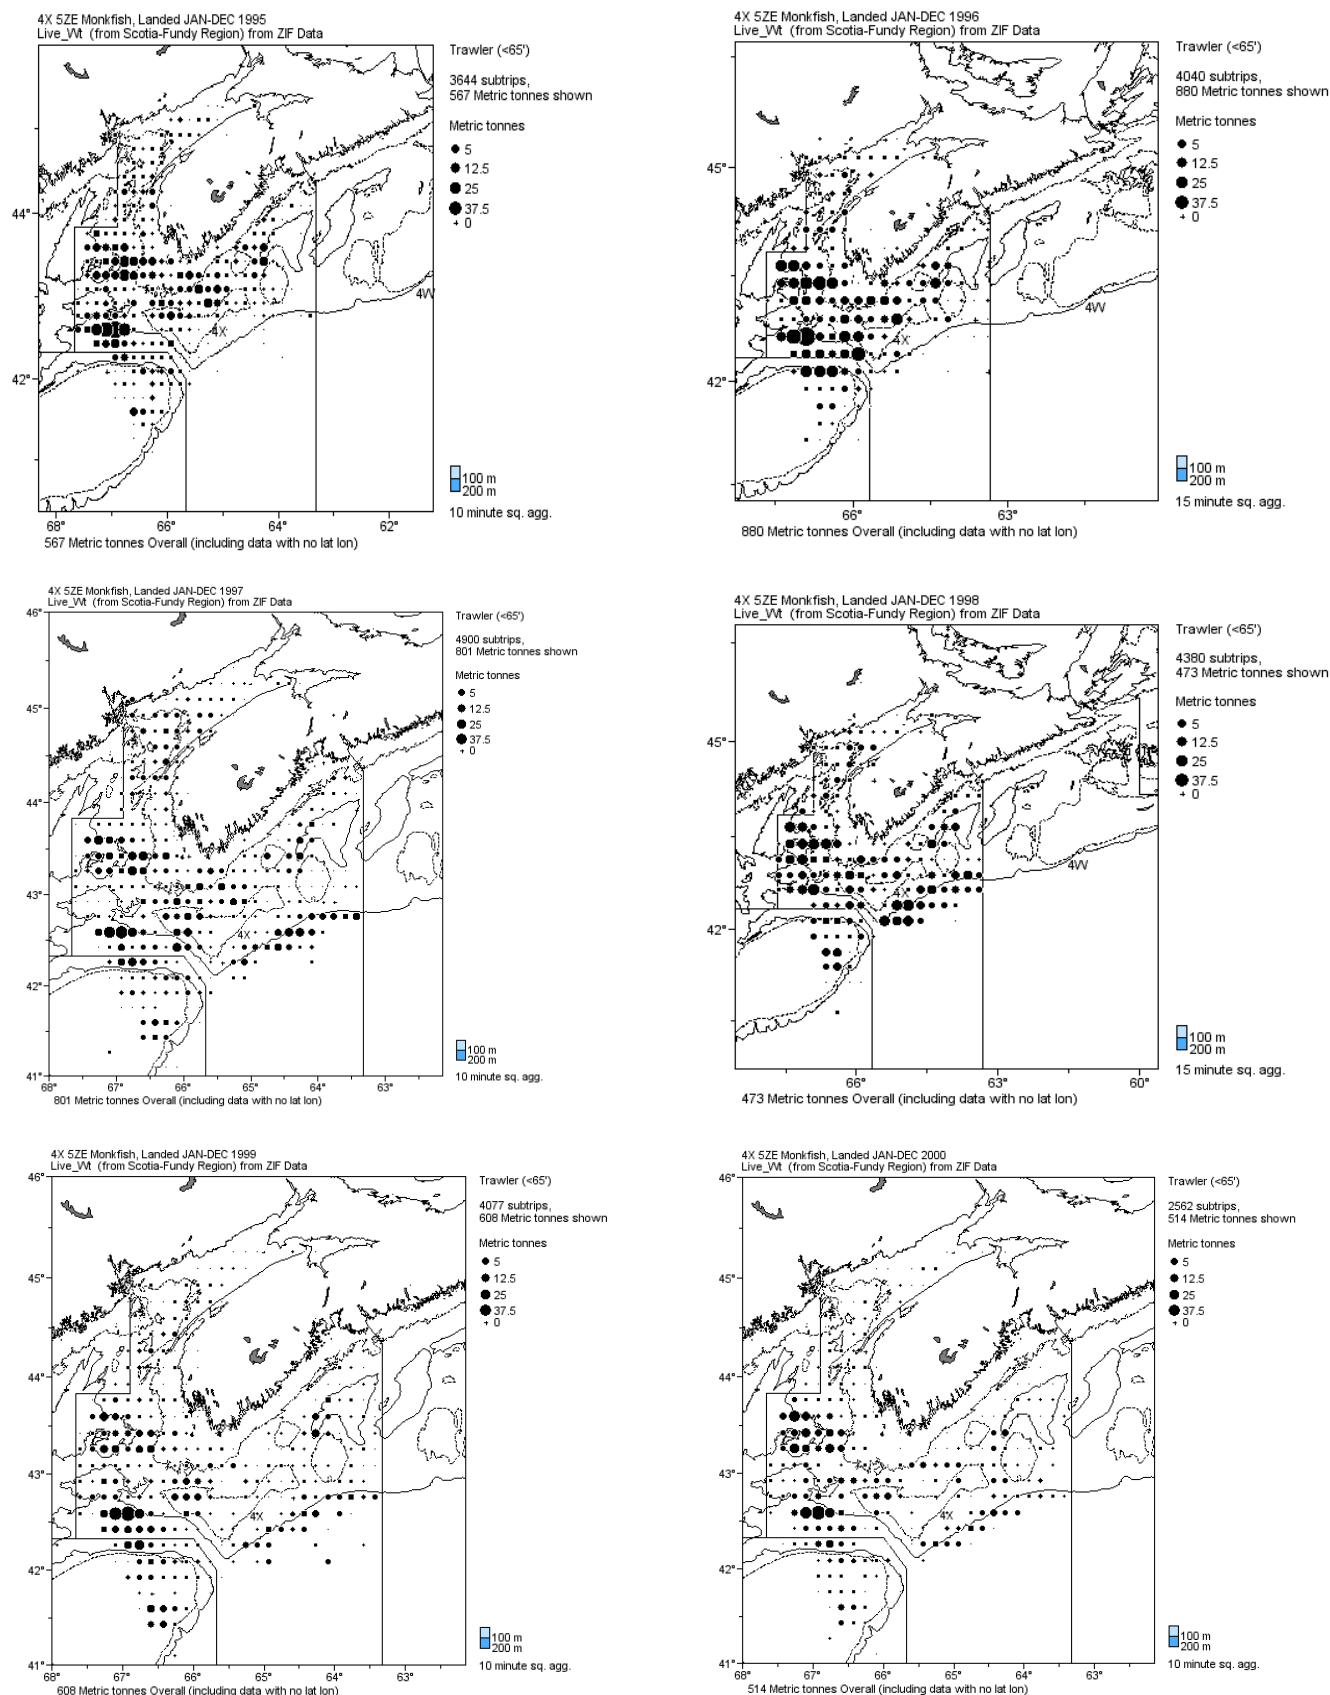 4X 5ZE Monkfish, Landed JAN-DEC 1995
Live_Wt (from Scotia-Fundy Region) from ZIF Data
Trawler (<65')
3644 subtrips,
567 Metric tonnes shown
Metric tonnes
5
12.5
25
37.5
0
44°
42°
4W
4X
100 m
200 m
10 minute sq. agg.
68° 66° 64° 62°
567 Metric tonnes Overall (including data with no lat lon)
4X 5ZE Monkfish, Landed JAN-DEC 1996
Live_Wt (from Scotia-Fundy Region) from ZIF Data
Trawler (<65')
4040 subtrips,
880 Metric tonnes shown
Metric tonnes
5
12.5
25
37.5
0
45°
42°
4W
4X
100 m
200 m
15 minute sq. agg.
66° 63°
880 Metric tonnes Overall (including data with no lat lon)
4X 5ZE Monkfish, Landed JAN-DEC 1997
Live_Wt (from Scotia-Fundy Region) from ZIF Data
Trawler (<65')
4900 subtrips,
801 Metric tonnes shown
Metric tonnes
5
12.5
25
37.5
0
46°
45°
44°
43°
42°
41°
4X
100 m
200 m
10 minute sq. agg.
68° 67° 66° 65° 64° 63°
801 Metric tonnes Overall (including data with no lat lon)
4X 5ZE Monkfish, Landed JAN-DEC 1998
Live_Wt (from Scotia-Fundy Region) from ZIF Data
Trawler (<65')
4380 subtrips,
473 Metric tonnes shown
Metric tonnes
5
12.5
25
37.5
0
45°
42°
4W
4X
100 m
200 m
15 minute sq. agg.
66° 63° 60°
473 Metric tonnes Overall (including data with no lat lon)
4X 5ZE Monkfish, Landed JAN-DEC 1999
Live_Wt (from Scotia-Fundy Region) from ZIF Data
Trawler (<65')
4077 subtrips,
608 Metric tonnes shown
Metric tonnes
5
12.5
25
37.5
0
46°
45°
44°
43°
42°
41°
4X
100 m
200 m
10 minute sq. agg.
68° 67° 66° 65° 64° 63°
608 Metric tonnes Overall (including data with no lat lon)
4X 5ZE Monkfish, Landed JAN-DEC 2000
Live_Wt (from Scotia-Fundy Region) from ZIF Data
Trawler (<65')
2562 subtrips,
514 Metric tonnes shown
Metric tonnes
5
12.5
25
37.5
0
46°
45°
44°
43°
42°
41°
4X
100 m
200 m
10 minute sq. agg.
68° 67° 66° 65° 64° 63°
514 Metric tonnes Overall (including data with no lat lon)